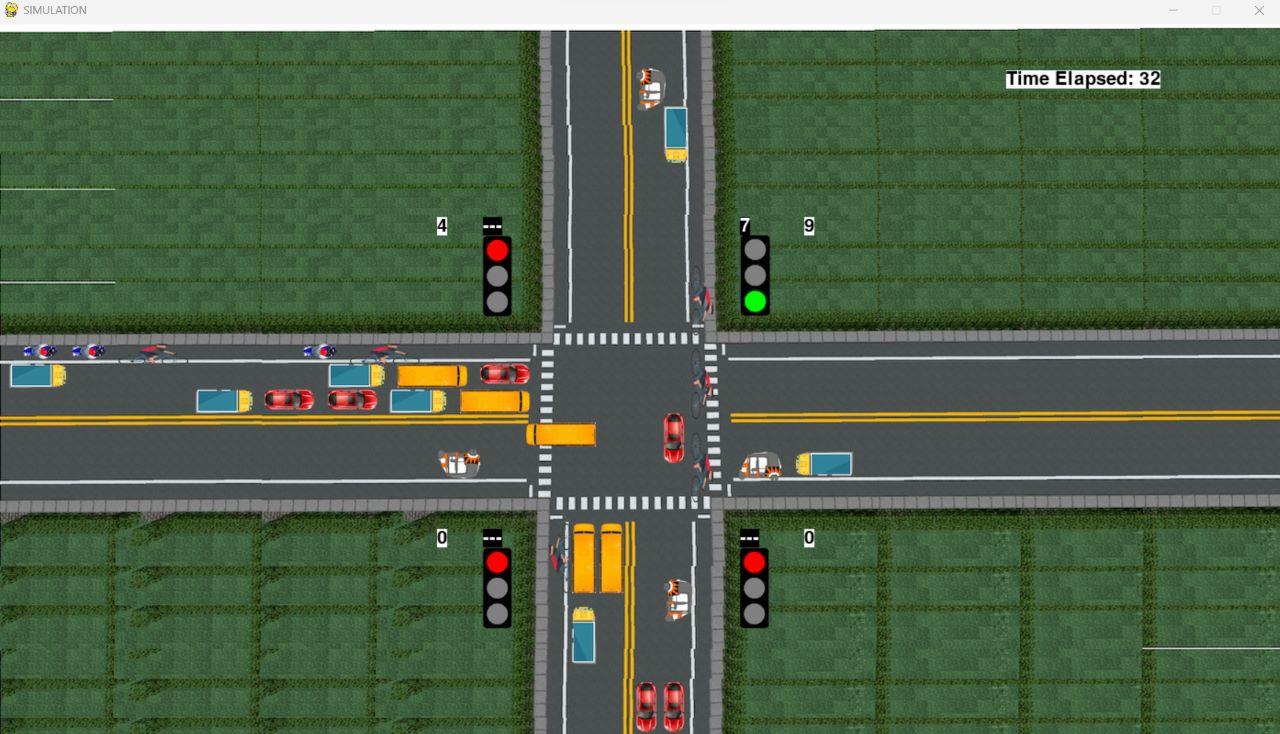 SIMULATION
Time Elapsed: 32
4 ---
7 9
0 ---
--- 0